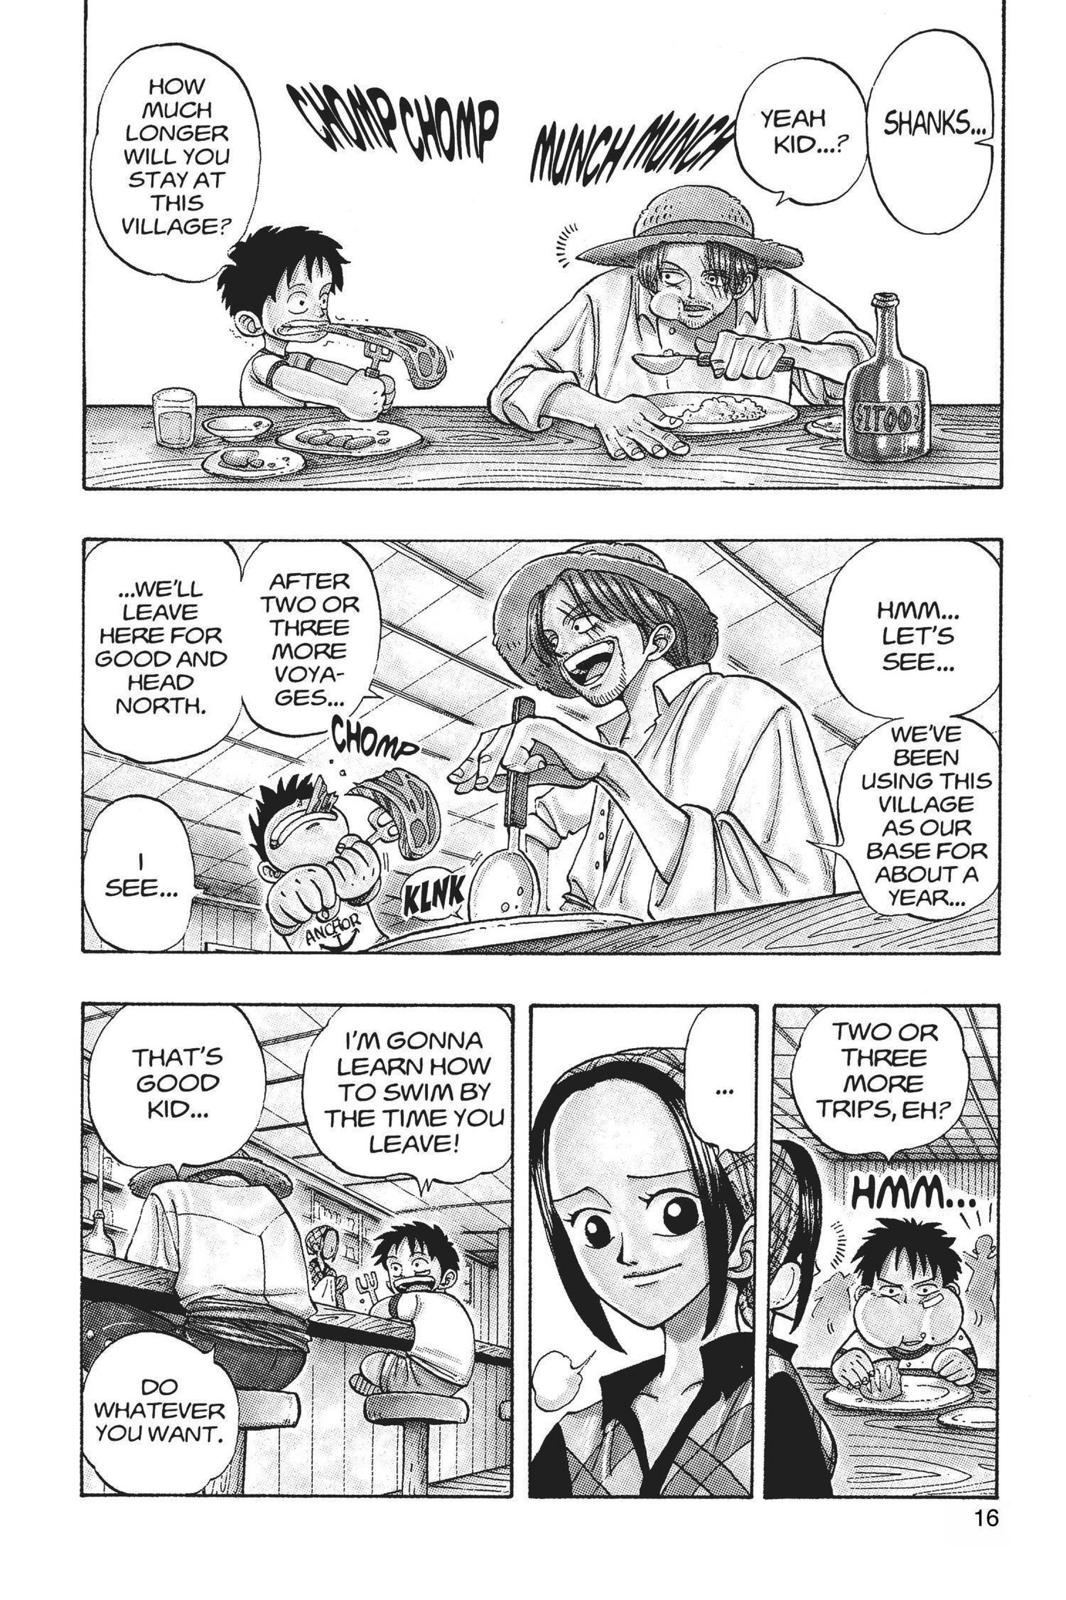 SHANKS...
YEAH
KID...?
MUNCH MUNCH
CHOMP CHOMP
HOW
MUCH
LONGER
WILL YOU
STAY AT
THIS
VILLAGE?
HMM...
LET'S
SEE...
WE'VE
BEEN
USING THIS
VILLAGE
AS OUR
BASE FOR
ABOUT A
YEAR...
AFTER
TWO OR
THREE
MORE
VOYA-
GES...
...WE'LL
LEAVE
HERE FOR
GOOD AND
HEAD
NORTH.
CHOMP
KLNK
ANCHOR
I
SEE...
TWO OR
THREE
MORE
TRIPS, EH?
HMM...
...
I'M GONNA
LEARN HOW
TO SWIM BY
THE TIME YOU
LEAVE!
THAT'S
GOOD
KID...
DO
WHATEVER
YOU WANT.
16